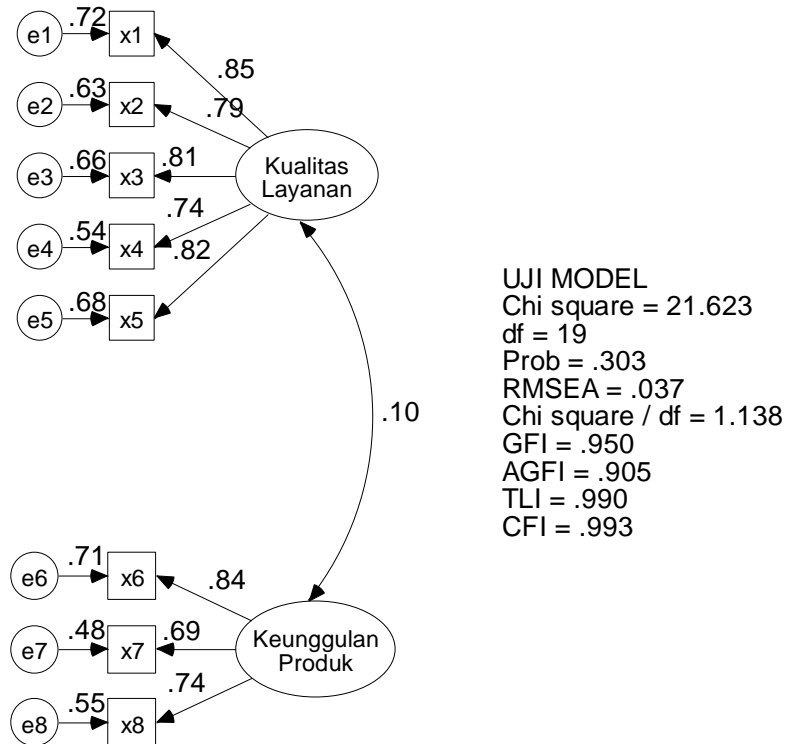 e1
.72
x1
.85
e2
.63
x2
.79
e3
.66
x3
.81
Kualitas
Layanan
e4
.54
x4
.74
e5
.68
x5
.82
.10
UJI MODEL
Chi square = 21.623
df = 19
Prob = .303
RMSEA = .037
Chi square / df = 1.138
GFI = .950
AGFI = .905
TLI = .990
CFI = .993
e6
.71
x6
.84
e7
.48
x7
.69
Keunggulan
Produk
e8
.55
x8
.74